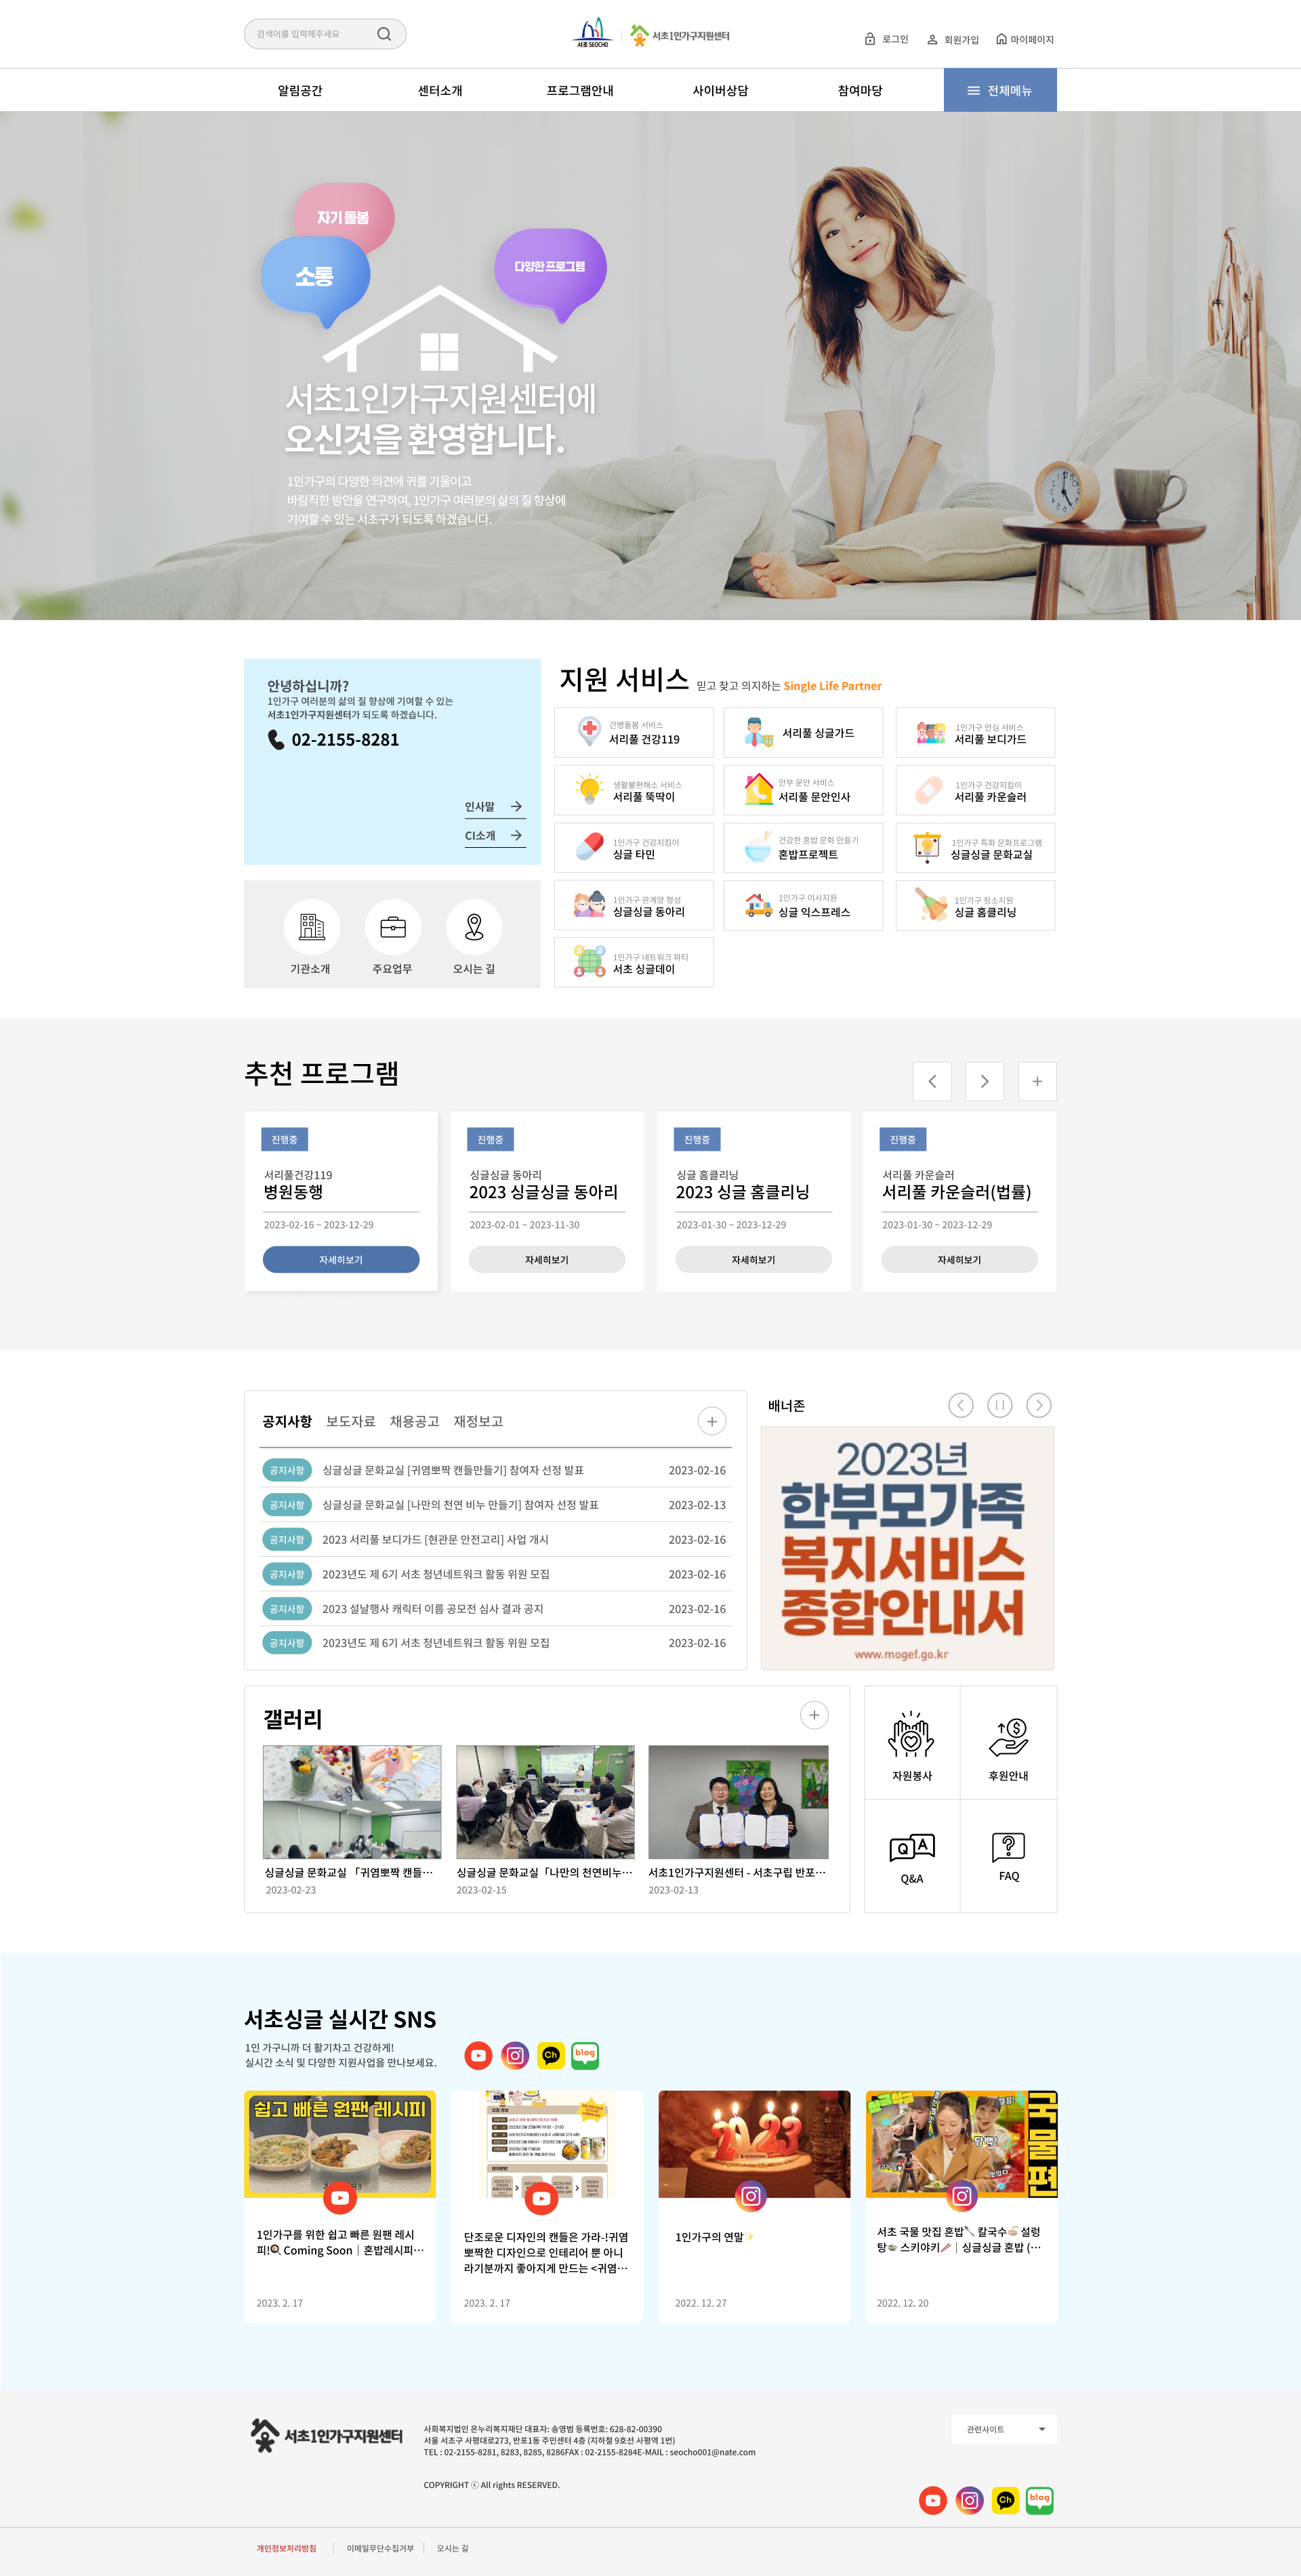 검색어를 입력해주세요
서초 SEOCHO
서초1인가구지원센터
로그인
회원가입
마이페이지
알림공간
센터소개
프로그램안내
사이버상담
참여마당
전체메뉴
자기돌봄
소통
다양한프로그램
서초1인가구지원센터에
오신것을 환영합니다.
1인가구의 다양한 의견에 귀를 기울이고
바람직한 방안을 연구하여, 1인가구 여러분의 삶의 질 향상에
기여할 수 있는 서초구가 되도록 하겠습니다.
안녕하십니까?
1인가구 여러분의 삶의 질 향상에 기여할 수 있는
서초1인가구지원센터가 되도록 하겠습니다.
02-2155-8281
인사말
CI소개
기관소개
주요업무
오시는 길
지원 서비스 믿고 찾고 의지하는 Single Life Partner
간병돌봄 서비스
서리풀 건강119
서리풀 싱글가드
1인가구 안심 서비스
서리풀 보디가드
생활불편해소 서비스
서리풀 뚝딱이
안부 문안 서비스
서리풀 문안인사
1인가구 건강지킴이
서리풀 카운슬러
1인가구 건강지킴이
싱글 타민
건강한 혼밥 문화 만들기
혼밥프로젝트
1인가구 특화 문화프로그램
싱글싱글 문화교실
1인가구 관계망 형성
싱글싱글 동아리
1인가구 이사지원
싱글 익스프레스
1인가구 청소지원
싱글 홈클리닝
1인가구 네트워크 파티
서초 싱글데이
추천 프로그램
진행중
서리풀건강119
병원동행
2023-02-16 ~ 2023-12-29
자세히보기
진행중
싱글싱글 동아리
2023 싱글싱글 동아리
2023-02-01 ~ 2023-11-30
자세히보기
진행중
싱글 홈클리닝
2023 싱글 홈클리닝
2023-01-30 ~ 2023-12-29
자세히보기
진행중
서리풀 카운슬러
서리풀 카운슬러(법률)
2023-01-30 ~ 2023-12-29
자세히보기
공지사항 보도자료 채용공고 재정보고
공지사항 싱글싱글 문화교실 [귀염뽀짝 캔들만들기] 참여자 선정 발표 2023-02-16
공지사항 싱글싱글 문화교실 [나만의 천연 비누 만들기] 참여자 선정 발표 2023-02-13
공지사항 2023 서리풀 보디가드 [현관문 안전고리] 사업 개시 2023-02-16
공지사항 2023년도 제 6기 서초 청년네트워크 활동 위원 모집 2023-02-16
공지사항 2023 설날행사 캐릭터 이름 공모전 심사 결과 공지 2023-02-16
공지사항 2023년도 제 6기 서초 청년네트워크 활동 위원 모집 2023-02-16
배너존
2023년
한부모가족
복지서비스
종합안내서
www.mogef.go.kr
갤러리
싱글싱글 문화교실 「귀염뽀짝 캔들…
2023-02-23
싱글싱글 문화교실「나만의 천연비누…
2023-02-15
서초1인가구지원센터 - 서초구립 반포…
2023-02-13
자원봉사
후원안내
Q&A
FAQ
서초싱글 실시간 SNS
1인 가구니까 더 활기차고 건강하게!
실시간 소식 및 다양한 지원사업을 만나보세요.
Ch
blog
쉽고 빠른 원팬 레시피
1인가구를 위한 쉽고 빠른 원팬 레시
피!🍳 Coming Soon｜혼밥레시피…
2023. 2. 17
단조로운 디자인의 캔들은 가라-!귀염
뽀짝한 디자인으로 인테리어 뿐 아니
라기분까지 좋아지게 만드는 <귀염…
2023. 2. 17
2023
1인가구의 연말✨
2022. 12. 27
국물편
서초 국물 맛집 혼밥🥄 칼국수🍜 설렁
탕🍲 스키야키🥢｜싱글싱글 혼밥 (…
2022. 12. 20
서초1인가구지원센터
사회복지법인 온누리복지재단 대표자: 송영범 등록번호: 628-82-00390
서울 서초구 사평대로273, 반포1동 주민센터 4층 (지하철 9호선 사평역 1번)
TEL : 02-2155-8281, 8283, 8285, 8286FAX : 02-2155-8284E-MAIL : seocho001@nate.com
COPYRIGHT ⓒ All rights RESERVED.
관련사이트
Ch
blog
개인정보처리방침
이메일무단수집거부
오시는 길